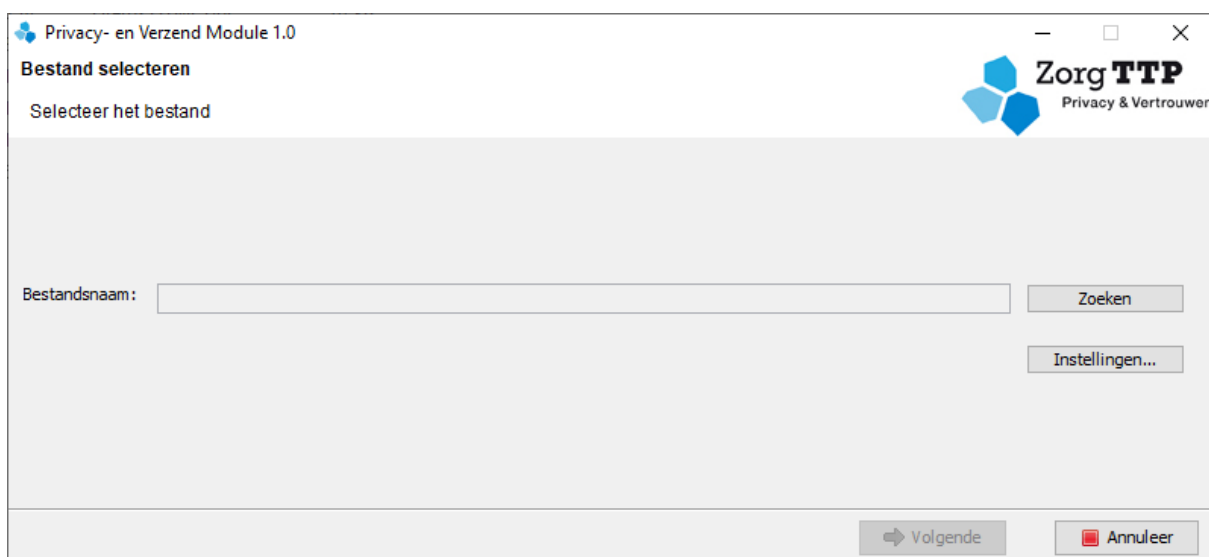 Privacy- en Verzend Module 1.0
Bestand selecteren
Selecteer het bestand
Zorg TTP
Privacy & Vertrouwen
Bestandsnaam:
Zoeken
Instellingen...
Volgende
Annuleer